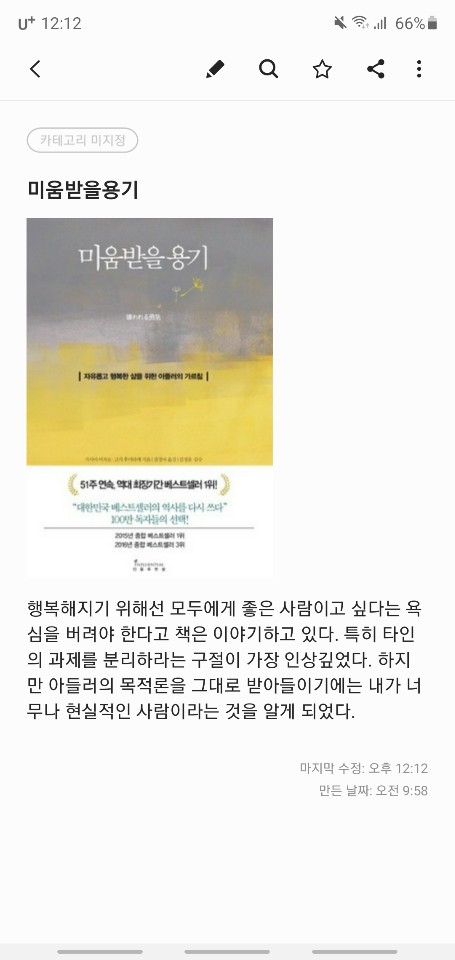 U+ 12:12 66%
카테고리 미지정
미움받을용기
미움받을 용기
嫌われる勇気
자유롭고 행복한 삶을 위한 아들러의 가르침
51주 연속, 역대 최장기간 베스트셀러 1위!
“대한민국 베스트셀러의 역사를 다시 쓰다”
100만 독자들의 선택!
2015년 종합 베스트셀러 1위
2016년 종합 베스트셀러 3위
행복해지기 위해선 모두에게 좋은 사람이고 싶다는 욕
심을 버려야 한다고 책은 이야기하고 있다. 특히 타인
의 과제를 분리하라는 구절이 가장 인상깊었다. 하지
만 아들러의 목적론을 그대로 받아들이기에는 내가 너
무나 현실적인 사람이라는 것을 알게 되었다.
마지막 수정: 오후 12:12
만든 날짜: 오전 9:58